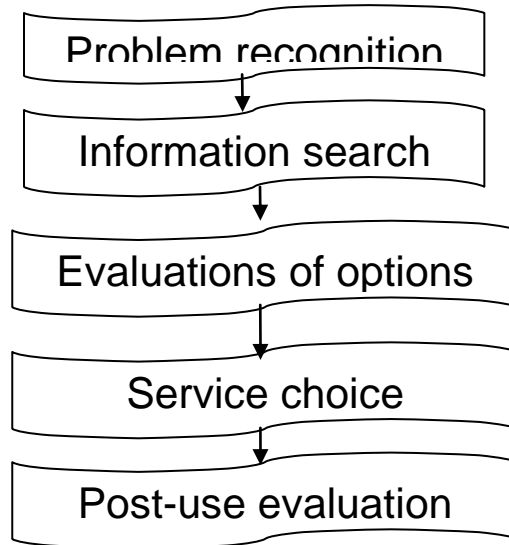 Problem recognition
Information search
Evaluations of options
Service choice
Post-use evaluation